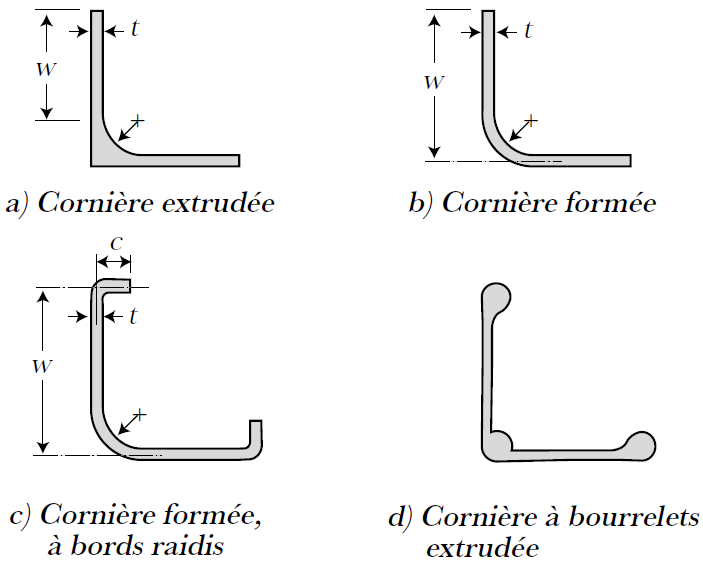 t
W
a) Cornière extrudée
t
W
b) Cornière formée
C
t
W
c) Cornière formée,
à bords raidis
d) Cornière à bourrelets
extrudée